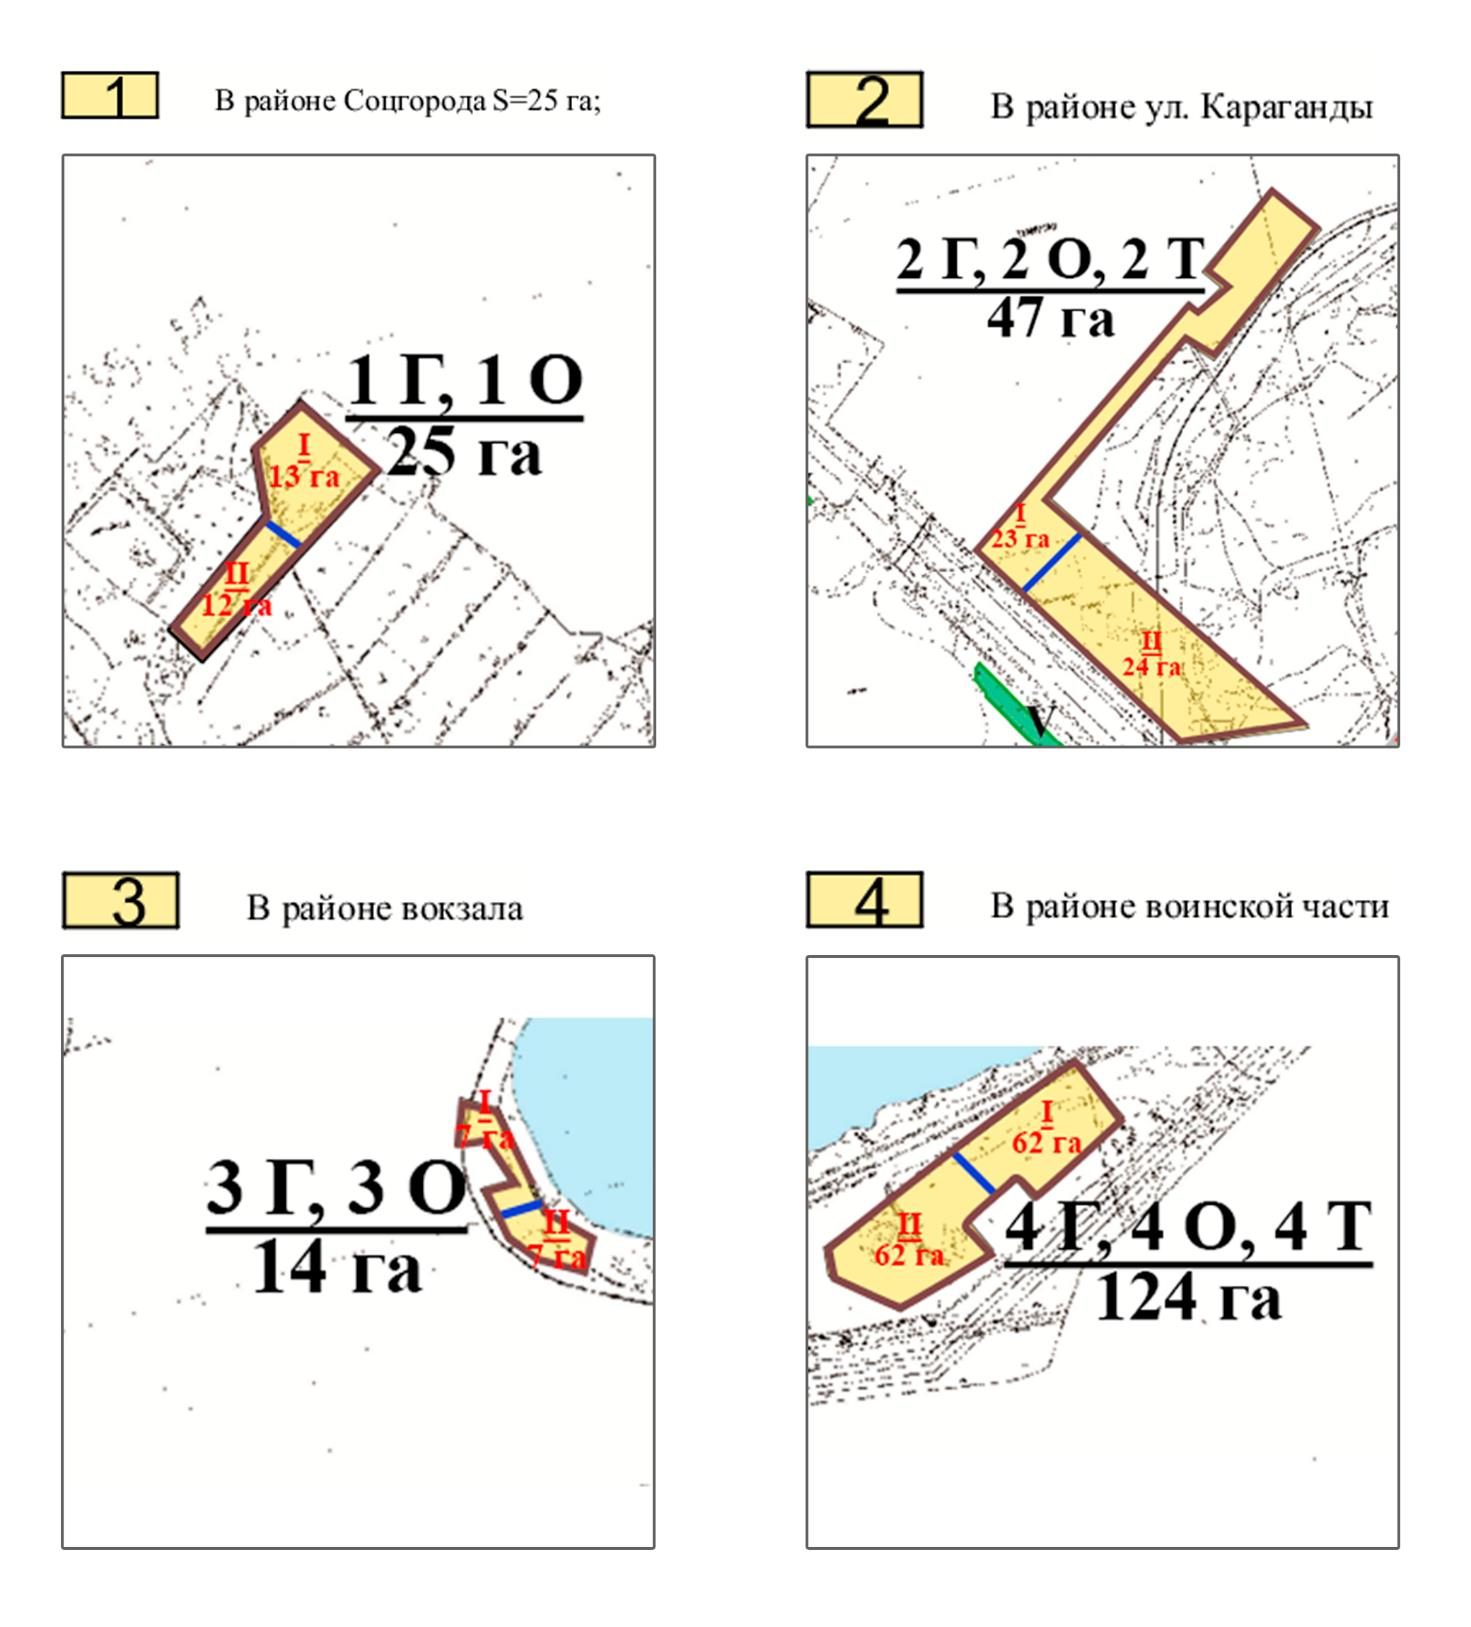 1
В районе Соцгорода S=25 га;
1 Г, 1 О
25 га
I
13 га
II
12 га
2
В районе ул. Караганды
2 Г, 2 О, 2 Т
47 га
I
23 га
II
24 га
V
3
В районе вокзала
I
7 га
3 Г, 3 О
14 га
II
7 га
4
В районе воинской части
I
62 га
II
62 га
4 Г, 4 О, 4 Т
124 га